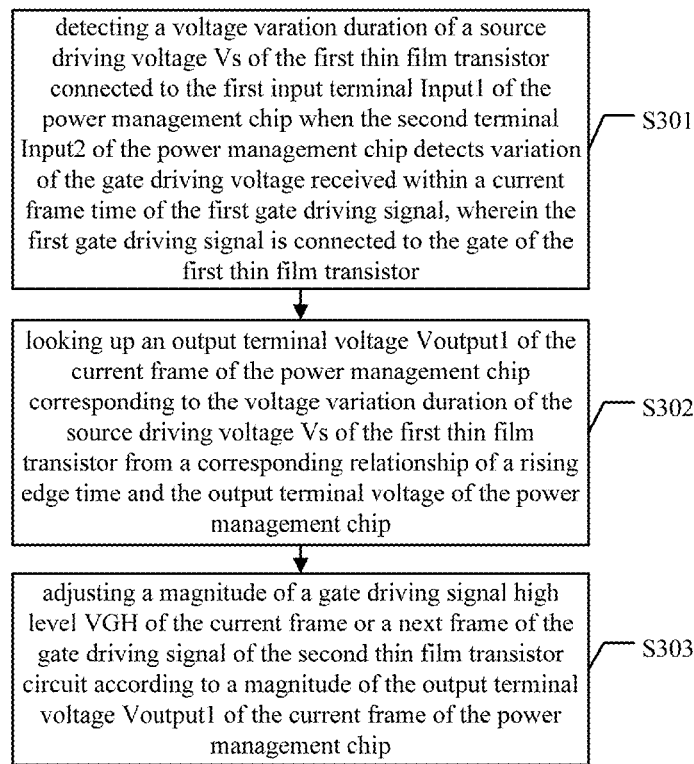 detecting a voltage varation duration of a source
driving voltage Vs of the first thin film transistor
connected to the first input terminal Input1 of the
power management chip when the second terminal
Input2 of the power management chip detects variation
of the gate driving voltage received within a current
frame time of the first gate driving signal, wherein the
first gate driving signal is connected to the gate of the
first thin film transistor
S301
looking up an output terminal voltage Voutput1 of the
current frame of the power management chip
corresponding to the voltage variation duration of the
source driving voltage Vs of the first thin film
transistor from a corresponding relationship of a rising
edge time and the output terminal voltage of the power
management chip
S302
adjusting a magnitude of a gate driving signal high
level VGH of the current frame or a next frame of the
gate driving signal of the second thin film transistor
circuit according to a magnitude of the output terminal
voltage Voutput1 of the current frame of the power
management chip
S303